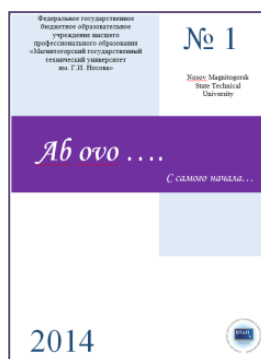 Федеральное государственное
бюджетное образовательное
учреждение высшего
профессионального образования
«Магнитогорский государственный
технический университет
им. Г.И. Носова»
№ 1
Nosov Magnitogorsk
State Technical
University
Ab ovo ....
С самого начала...
2014